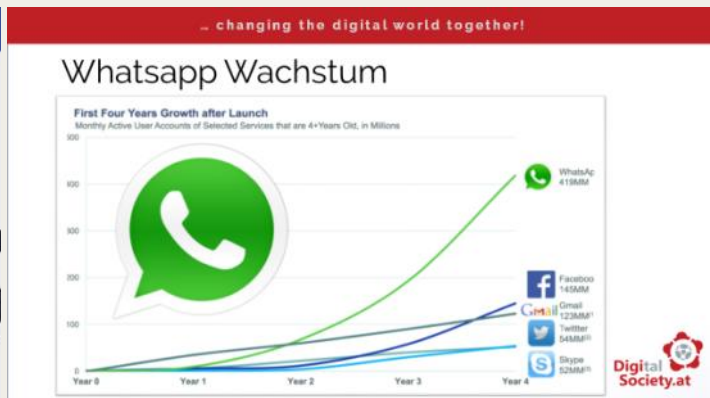 … changing the digital world together!
Whatsapp Wachstum
First Four Years Growth after Launch
Monthly Active User Accounts of Selected Services that are 4+Years Old, in Millions
500
400
300
200
100
0
Year 0 Year 1 Year 2 Year 3 Year 4
WhatsAp
419MM
Faceboo
145MM
Gmail Gmail
123MM
Twittter
54MM
Skype
52MM
Digital
Society.at